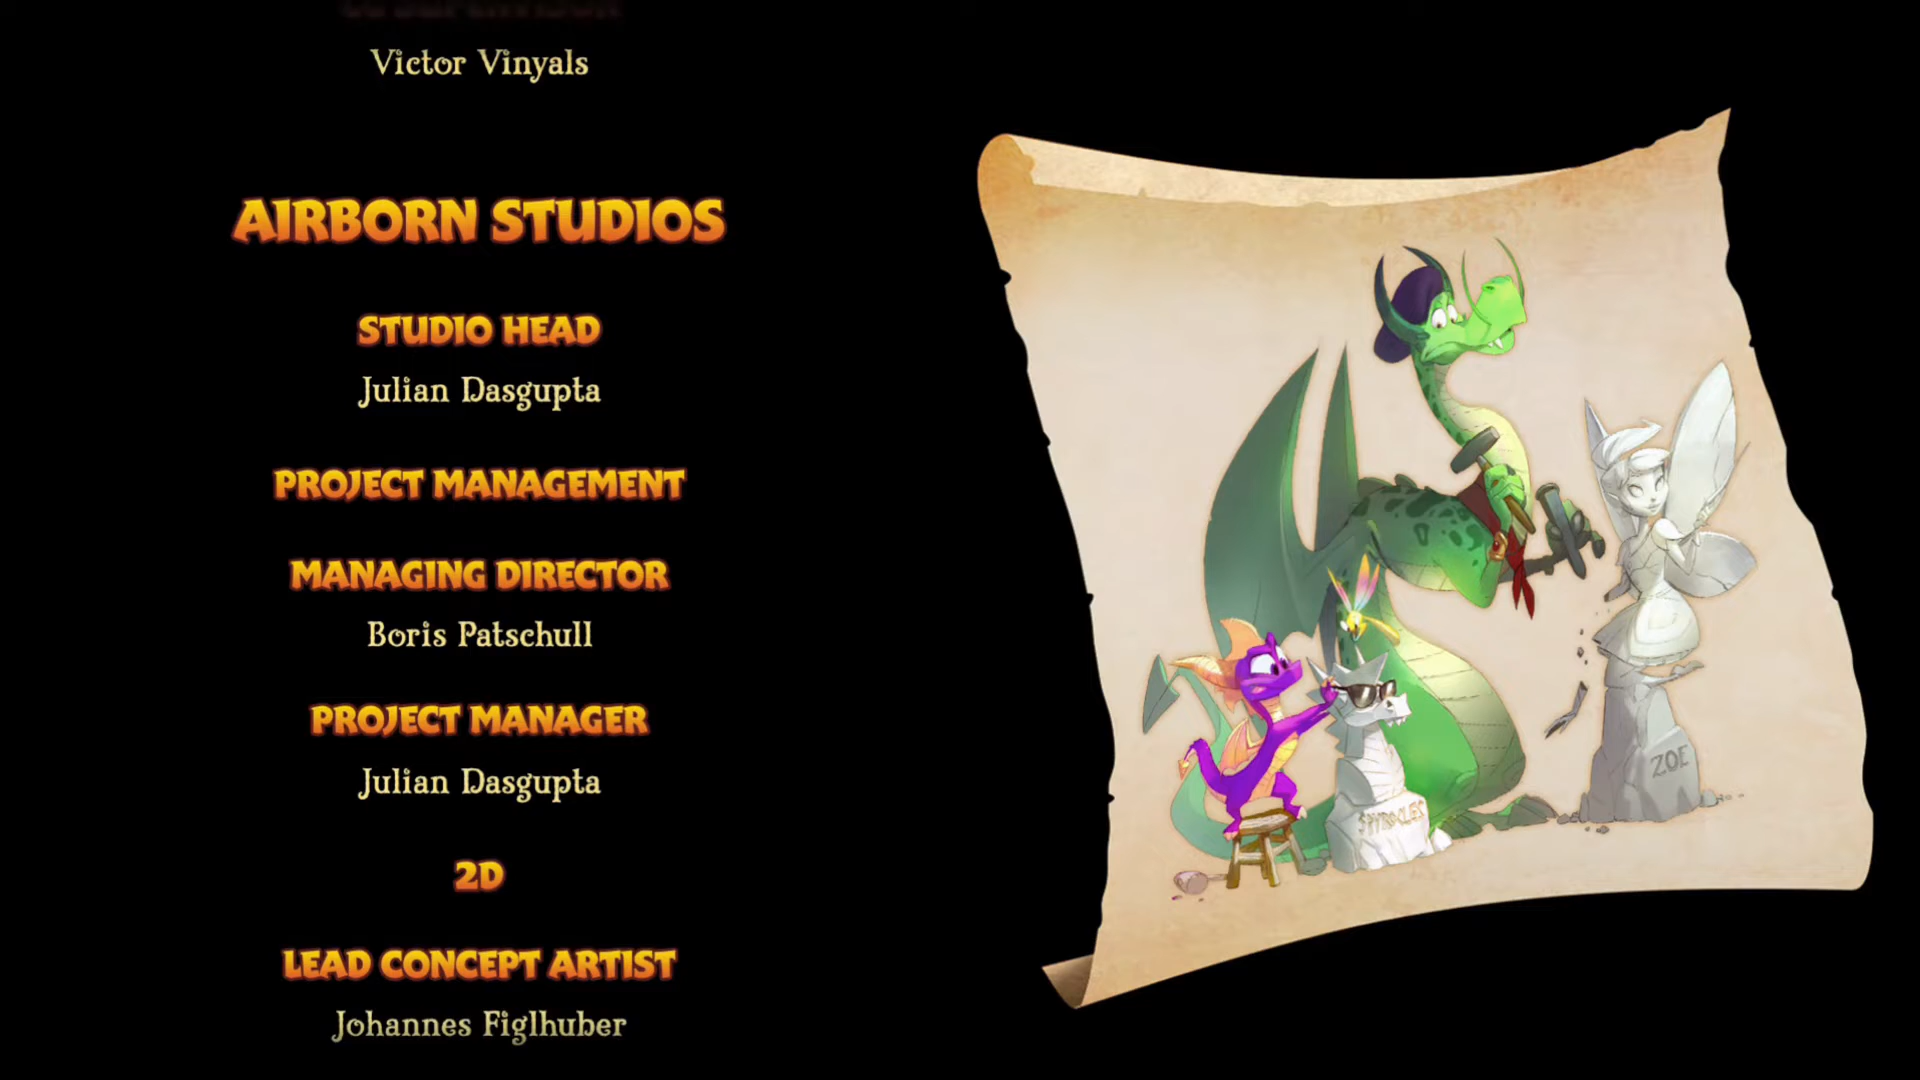 Victor Vinyals
AIRBORN STUDIOS
STUDIO HEAD
Julian Dasgupta
PROJECT MANAGEMENT
MANAGING DIRECTOR
Boris Patschull
PROJECT MANAGER
Julian Dasgupta
2D
LEAD CONCEPT ARTIST
Johannes Figlhuber
ZOE
SPYROCLES